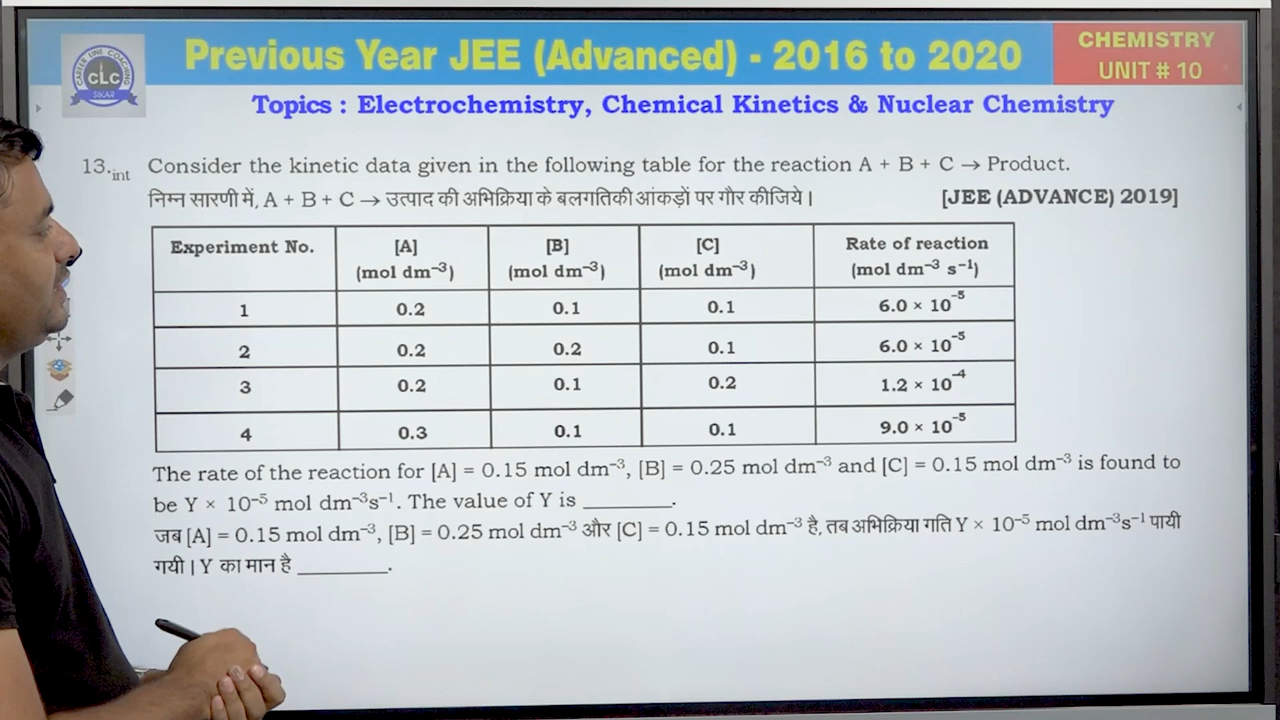 CAREER LINE COACHING
CLC
SIKAR
Previous Year JEE (Advanced) - 2016 to 2020
CHEMISTRY
UNIT # 10
Topics : Electrochemistry, Chemical Kinetics & Nuclear Chemistry
13.int Consider the kinetic data given in the following table for the reaction A + B + C → Product.
निम्न सारणी में, A + B + C → उत्पाद की अभिक्रिया के बलगतिकी आंकड़ों पर गौर कीजिये। [JEE (ADVANCE) 2019]
Experiment No. [A] (mol dm⁻³) [B] (mol dm⁻³) [C] (mol dm⁻³) Rate of reaction (mol dm⁻³ s⁻¹)
1 0.2 0.1 0.1 6.0 × 10⁻⁵
2 0.2 0.2 0.1 6.0 × 10⁻⁵
3 0.2 0.1 0.2 1.2 × 10⁻⁴
4 0.3 0.1 0.1 9.0 × 10⁻⁵
The rate of the reaction for [A] = 0.15 mol dm⁻³, [B] = 0.25 mol dm⁻³ and [C] = 0.15 mol dm⁻³ is found to
be Y × 10⁻⁵ mol dm⁻³s⁻¹. The value of Y is ________.
जब [A] = 0.15 mol dm⁻³, [B] = 0.25 mol dm⁻³ और [C] = 0.15 mol dm⁻³ है, तब अभिक्रिया गति Y × 10⁻⁵ mol dm⁻³s⁻¹ पायी
गयी। Y का मान है ________.